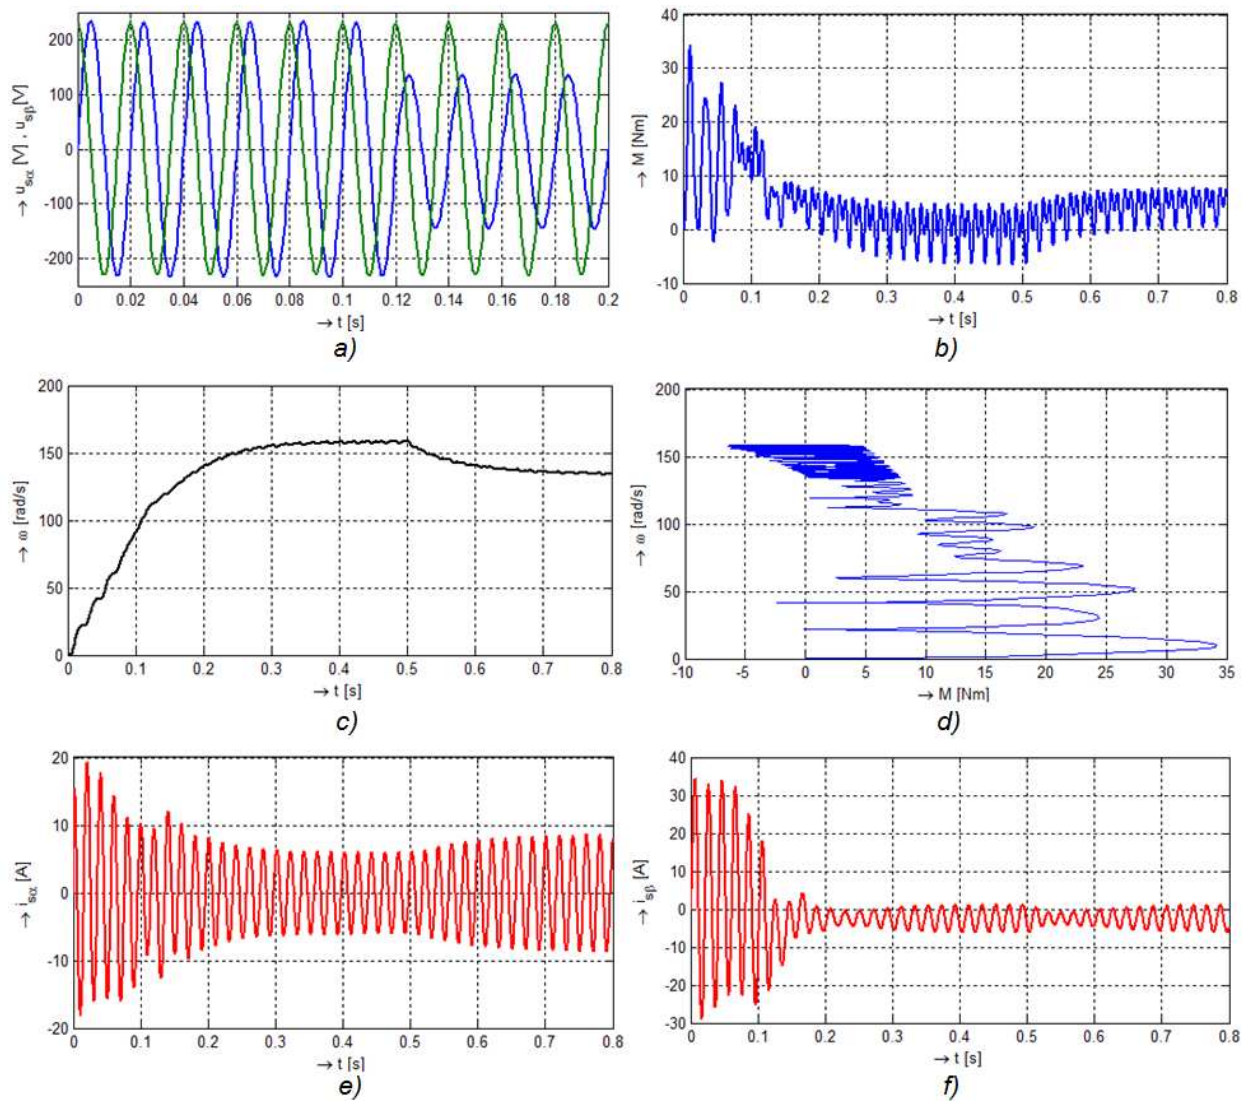 → u_sα [V] , u_sβ [V]
200
100
0
-100
-200
0 0.02 0.04 0.06 0.08 0.1 0.12 0.14 0.16 0.18 0.2
→ t [s]
a)
→ M [Nm]
40
30
20
10
0
-10
0 0.1 0.2 0.3 0.4 0.5 0.6 0.7 0.8
→ t [s]
b)
→ ω [rad/s]
200
150
100
50
0
0 0.1 0.2 0.3 0.4 0.5 0.6 0.7 0.8
→ t [s]
c)
→ ω [rad/s]
200
150
100
50
0
-10 -5 0 5 10 15 20 25 30 35
→ M [Nm]
d)
→ i_sα [A]
20
10
0
-10
-20
0 0.1 0.2 0.3 0.4 0.5 0.6 0.7 0.8
→ t [s]
e)
→ i_sβ [A]
40
30
20
10
0
-10
-20
-30
0 0.1 0.2 0.3 0.4 0.5 0.6 0.7 0.8
→ t [s]
f)